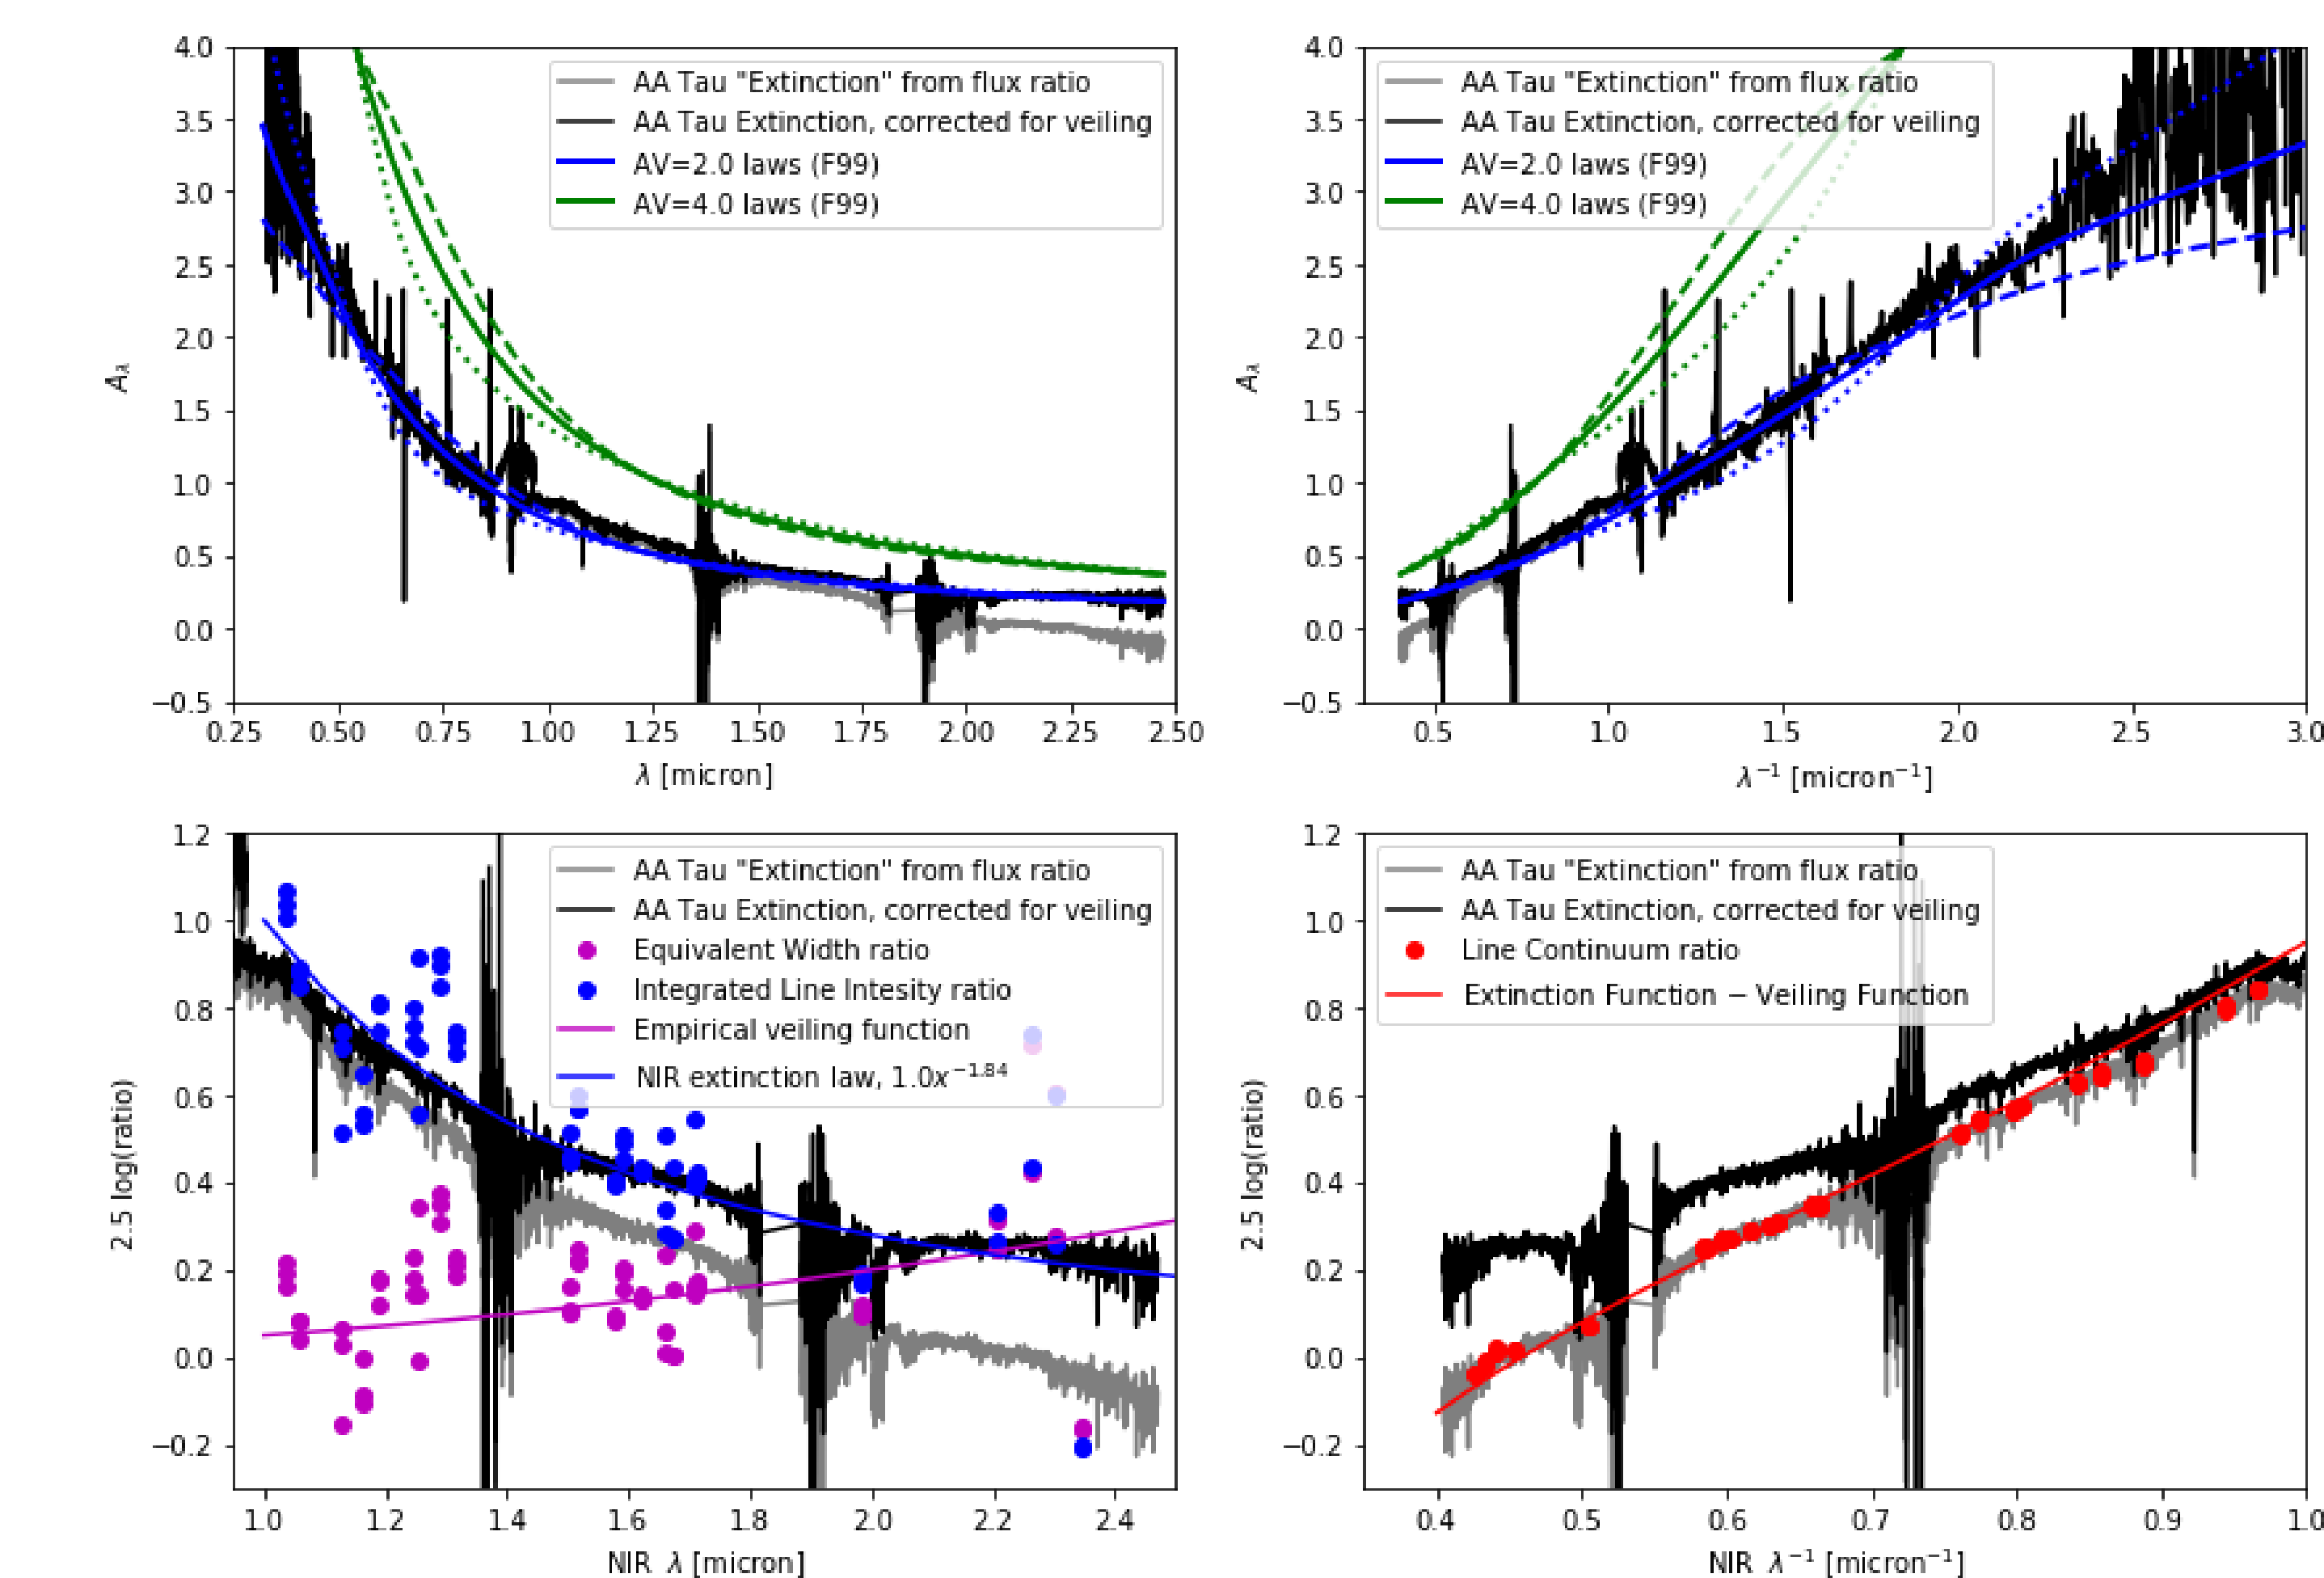 4.0
3.5
3.0
2.5
2.0
1.5
1.0
0.5
0.0
−0.5
Aλ
AA Tau "Extinction" from flux ratio
AA Tau Extinction, corrected for veiling
AV=2.0 laws (F99)
AV=4.0 laws (F99)
0.25 0.50 0.75 1.00 1.25 1.50 1.75 2.00 2.25 2.50
λ [micron]
4.0
3.5
3.0
2.5
2.0
1.5
1.0
0.5
0.0
−0.5
Aλ
AA Tau "Extinction" from flux ratio
AA Tau Extinction, corrected for veiling
AV=2.0 laws (F99)
AV=4.0 laws (F99)
0.5 1.0 1.5 2.0 2.5 3.0
λ⁻¹ [micron⁻¹]
1.2
1.0
0.8
0.6
0.4
0.2
0.0
−0.2
2.5 log(ratio)
AA Tau "Extinction" from flux ratio
AA Tau Extinction, corrected for veiling
Equivalent Width ratio
Integrated Line Intesity ratio
Empirical veiling function
NIR extinction law, 1.0x⁻¹·⁸⁴
1.0 1.2 1.4 1.6 1.8 2.0 2.2 2.4
NIR λ [micron]
1.2
1.0
0.8
0.6
0.4
0.2
0.0
−0.2
2.5 log(ratio)
AA Tau "Extinction" from flux ratio
AA Tau Extinction, corrected for veiling
Line Continuum ratio
Extinction Function − Veiling Function
0.4 0.5 0.6 0.7 0.8 0.9 1.0
NIR λ⁻¹ [micron⁻¹]